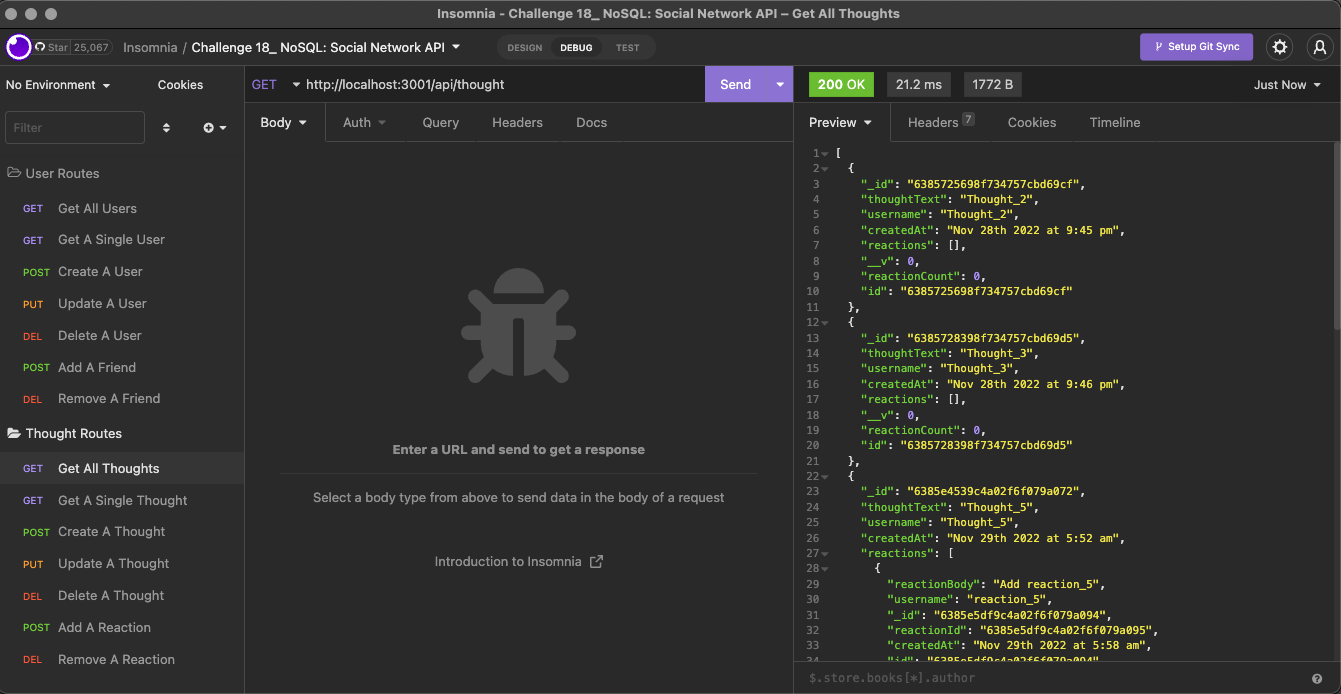 Insomnia - Challenge 18_ NoSQL: Social Network API – Get All Thoughts
Star 25,067
Insomnia / Challenge 18_ NoSQL: Social Network API
DESIGN DEBUG TEST
Setup Git Sync
No Environment
Cookies
Filter
User Routes
GET Get All Users
GET Get A Single User
POST Create A User
PUT Update A User
DEL Delete A User
POST Add A Friend
DEL Remove A Friend
Thought Routes
GET Get All Thoughts
GET Get A Single Thought
POST Create A Thought
PUT Update A Thought
DEL Delete A Thought
POST Add A Reaction
DEL Remove A Reaction
GET http://localhost:3001/api/thought
Send
Body Auth Query Headers Docs
Enter a URL and send to get a response
Select a body type from above to send data in the body of a request
Introduction to Insomnia
200 OK 21.2 ms 1772 B
Just Now
Preview Headers 7 Cookies Timeline
1 [
2 {
3 "_id": "6385725698f734757cbd69cf",
4 "thoughtText": "Thought_2",
5 "username": "Thought_2",
6 "createdAt": "Nov 28th 2022 at 9:45 pm",
7 "reactions": [],
8 "__v": 0,
9 "reactionCount": 0,
10 "id": "6385725698f734757cbd69cf"
11 },
12 {
13 "_id": "6385728398f734757cbd69d5",
14 "thoughtText": "Thought_3",
15 "username": "Thought_3",
16 "createdAt": "Nov 28th 2022 at 9:46 pm",
17 "reactions": [],
18 "__v": 0,
19 "reactionCount": 0,
20 "id": "6385728398f734757cbd69d5"
21 },
22 {
23 "_id": "6385e4539c4a02f6f079a072",
24 "thoughtText": "Thought_5",
25 "username": "Thought_5",
26 "createdAt": "Nov 29th 2022 at 5:52 am",
27 "reactions": [
28 {
29 "reactionBody": "Add reaction_5",
30 "username": "reaction_5",
31 "_id": "6385e5df9c4a02f6f079a094",
32 "reactionId": "6385e5df9c4a02f6f079a095",
33 "createdAt": "Nov 29th 2022 at 5:58 am",
34 "id": "6385e5df9c4a02f6f079a094"
$.store.books[*].author